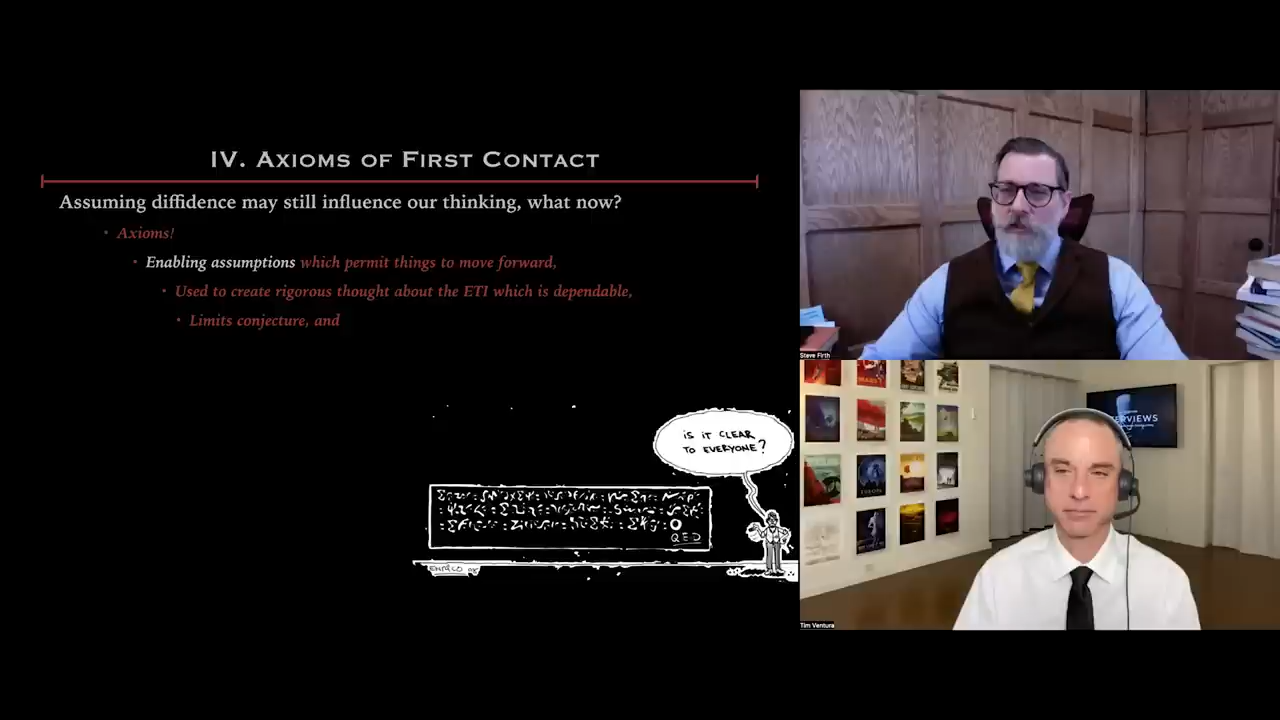 IV. Axioms of First Contact
Assuming diffidence may still influence our thinking, what now?
• Axioms!
• Enabling assumptions which permit things to move forward,
• Used to create rigorous thought about the ETI which is dependable,
• Limits conjecture, and
IS IT CLEAR
TO EVERYONE?
QED
Steve Firth
ERVIEWS
EUROPA
Tim Ventura